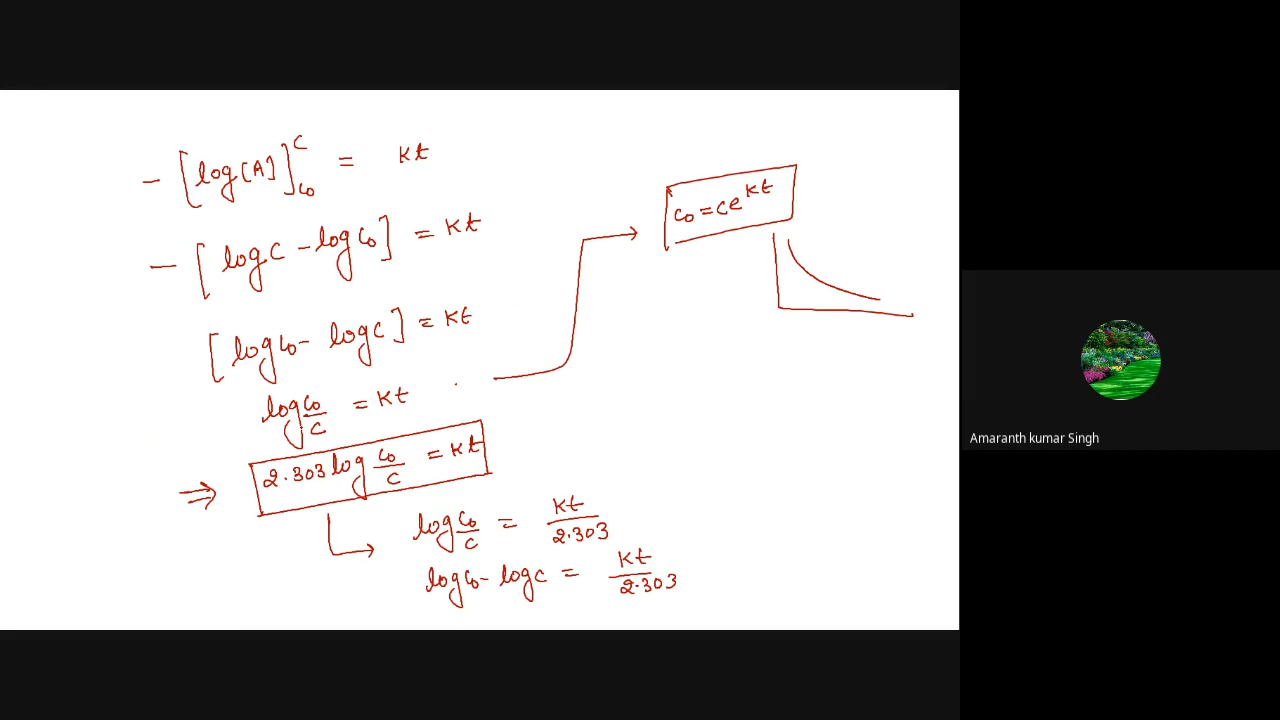 - [log[A]]^C_C₀ = kt
- [log C - log C₀] = kt
[log C₀ - log C] = kt
log C₀/C = kt
⇒ 2.303 log C₀/C = kt
log C₀/C = kt/2.303
log C₀ - log C = kt/2.303
C₀ = Ce^kt
Amaranth kumar Singh